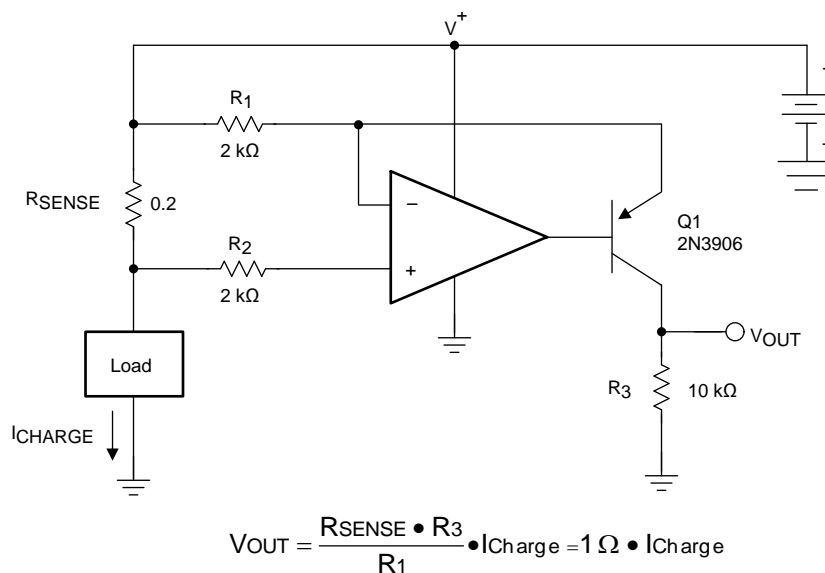 V+
R1
2 kΩ
RSENSE
0.2
R2
2 kΩ
−
+
Q1
2N3906
Load
ICHARGE
VOUT
R3
10 kΩ
+
VOUT = RSENSE • R3 / R1 • ICharge = 1 Ω • ICharge